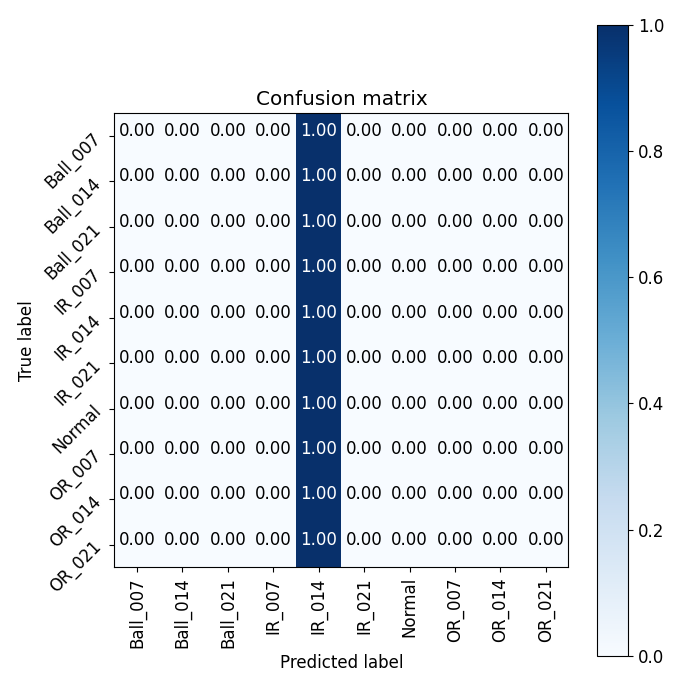 Confusion matrix
True label
Ball_007 0.00 0.00 0.00 0.00 1.00 0.00 0.00 0.00 0.00 0.00
Ball_014 0.00 0.00 0.00 0.00 1.00 0.00 0.00 0.00 0.00 0.00
Ball_021 0.00 0.00 0.00 0.00 1.00 0.00 0.00 0.00 0.00 0.00
IR_007 0.00 0.00 0.00 0.00 1.00 0.00 0.00 0.00 0.00 0.00
IR_014 0.00 0.00 0.00 0.00 1.00 0.00 0.00 0.00 0.00 0.00
IR_021 0.00 0.00 0.00 0.00 1.00 0.00 0.00 0.00 0.00 0.00
Normal 0.00 0.00 0.00 0.00 1.00 0.00 0.00 0.00 0.00 0.00
OR_007 0.00 0.00 0.00 0.00 1.00 0.00 0.00 0.00 0.00 0.00
OR_014 0.00 0.00 0.00 0.00 1.00 0.00 0.00 0.00 0.00 0.00
OR_021 0.00 0.00 0.00 0.00 1.00 0.00 0.00 0.00 0.00 0.00
Ball_007 Ball_014 Ball_021 IR_007 IR_014 IR_021 Normal OR_007 OR_014 OR_021
Predicted label
1.0
0.8
0.6
0.4
0.2
0.0